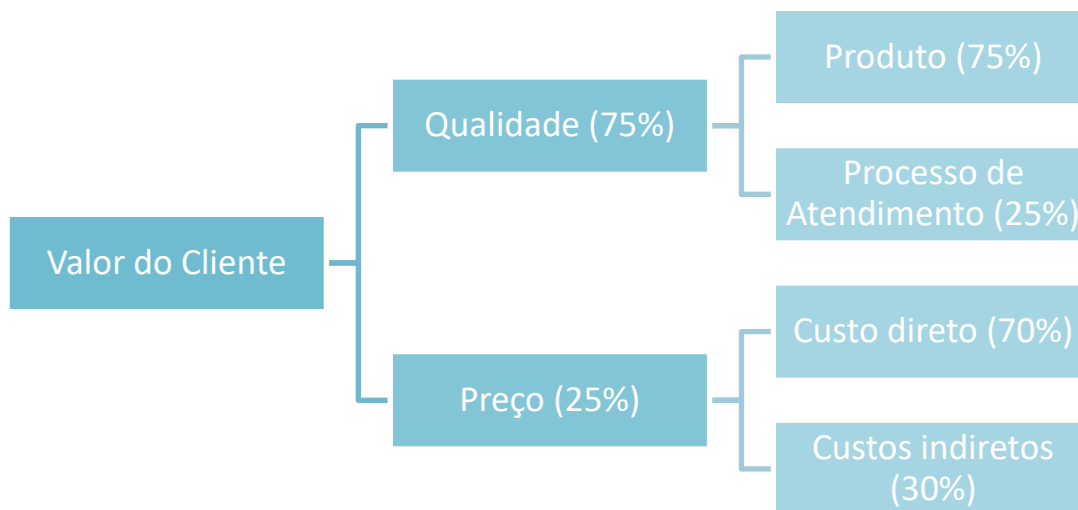 Valor do Cliente
Qualidade (75%)
Produto (75%)
Processo de
Atendimento (25%)
Preço (25%)
Custo direto (70%)
Custos indiretos
(30%)